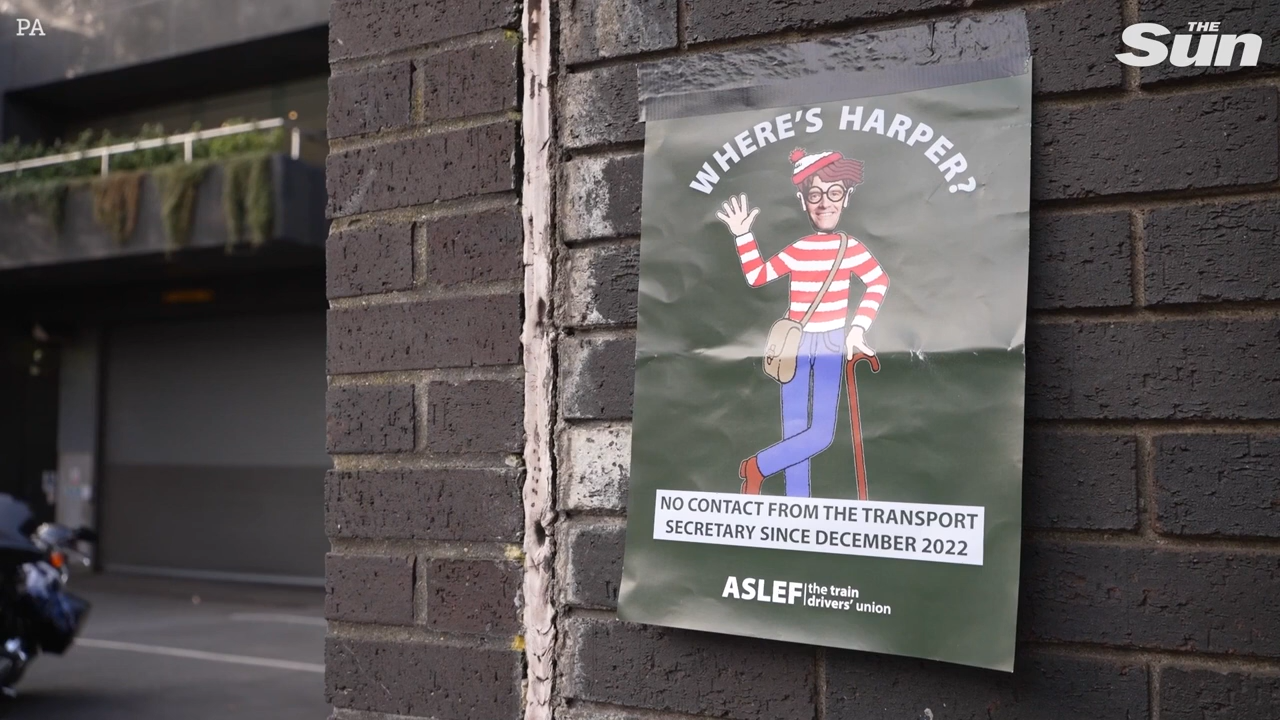 PA
THE
Sun
WHERE'S HARPER?
NO CONTACT FROM THE TRANSPORT
SECRETARY SINCE DECEMBER 2022
ASLEF the train
drivers' union